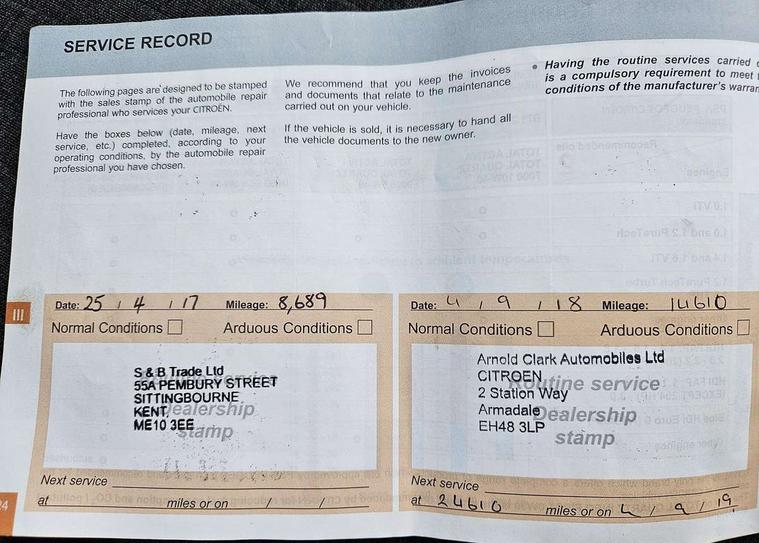 SERVICE RECORD
The following pages are designed to be stamped
with the sales stamp of the automobile repair
professional who services your CITROËN.
Have the boxes below (date, mileage, next
service, etc.) completed, according to your
operating conditions, by the automobile repair
professional you have chosen.
We recommend that you keep the invoices
and documents that relate to the maintenance
carried out on your vehicle.
If the vehicle is sold, it is necessary to hand all
the vehicle documents to the new owner.
• Having the routine services carried
is a compulsory requirement to meet
conditions of the manufacturer's
III
Date: 25 / 4 / 17 Mileage: 8,689
Normal Conditions Arduous Conditions
S & B Trade Ltd
55A PEMBURY STREET
SITTINGBOURNE
KENT,
ME10 3EE
Dealership
stamp
Next service
at miles or on / /
Date: 4 / 9 / 18 Mileage: 14610
Normal Conditions Arduous Conditions
Arnold Clark Automobiles Ltd
CITROEN
2 Station Way
Armadale
EH48 3LP
Routine service
Dealership
stamp
Next service
at 24610 miles or on 4 / 9 / 19